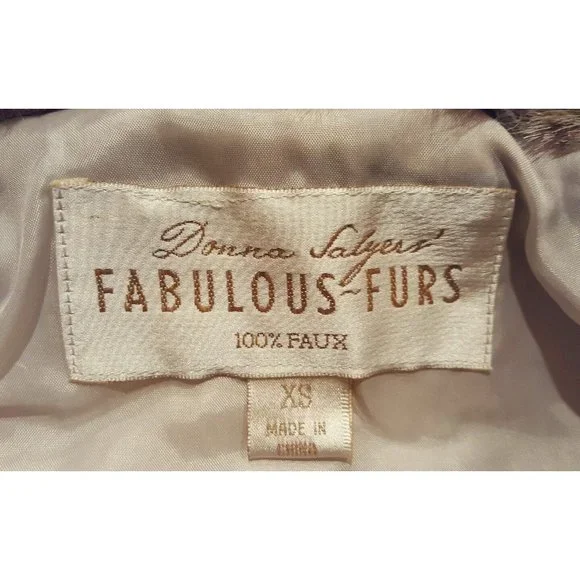 Donna Salyers'
FABULOUS~FURS
100% FAUX
XS
MADE IN
CHINA